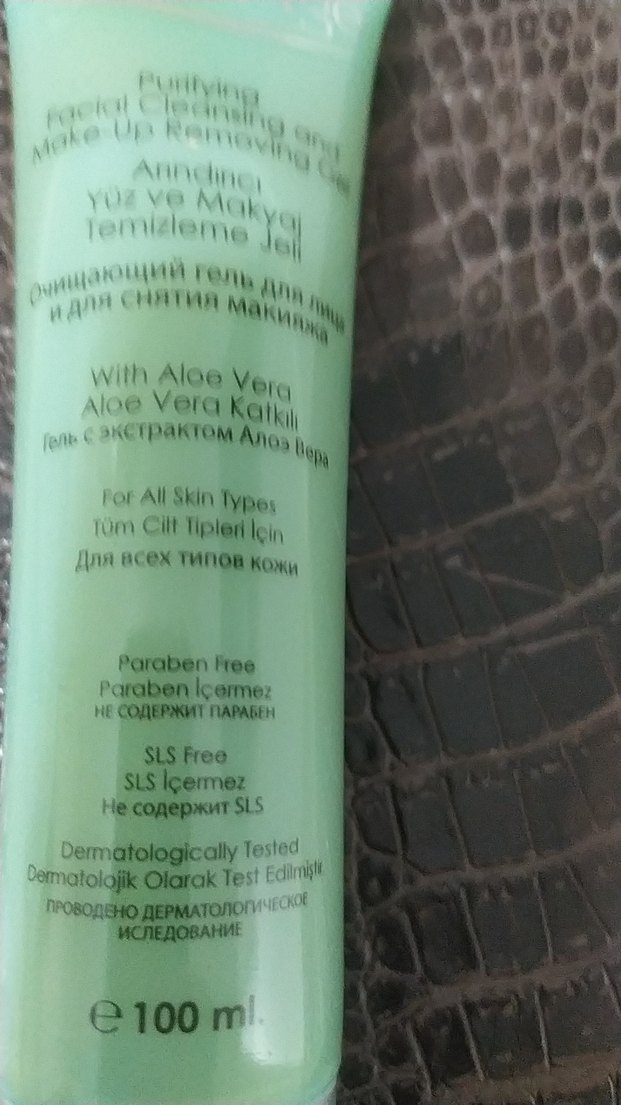 Purifying
Facial Cleansing and
Make-Up Removing Gel
Arındırıcı
Yüz ve Makyaj
Temizleme Jeli
Очищающий гель для лица
и для снятия макияжа
With Aloe Vera
Aloe Vera Katkılı
Гель с экстрактом Алоэ Вера
For All Skin Types
Tüm Cilt Tipleri İçin
Для всех типов кожи
Paraben Free
Paraben İçermez
НЕ СОДЕРЖИТ ПАРАБЕН
SLS Free
SLS İçermez
Не содержит SLS
Dermatologically Tested
Dermatolojik Olarak Test Edilmiştir.
ПРОВОДЕНО ДЕРМАТОЛОГИЧЕСКОЕ
ИСЛЕДОВАНИЕ
℮ 100 ml.